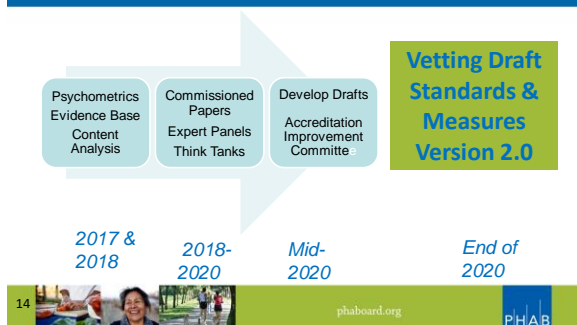 Psychometrics
Evidence Base
Content
Analysis
Commissioned
Papers
Expert Panels
Think Tanks
Develop Drafts
Accreditation
Improvement
Committee
Vetting Draft
Standards &
Measures
Version 2.0
2017 &
2018
2018-
2020
Mid-
2020
End of
2020
14
phaboard.org
PHAB